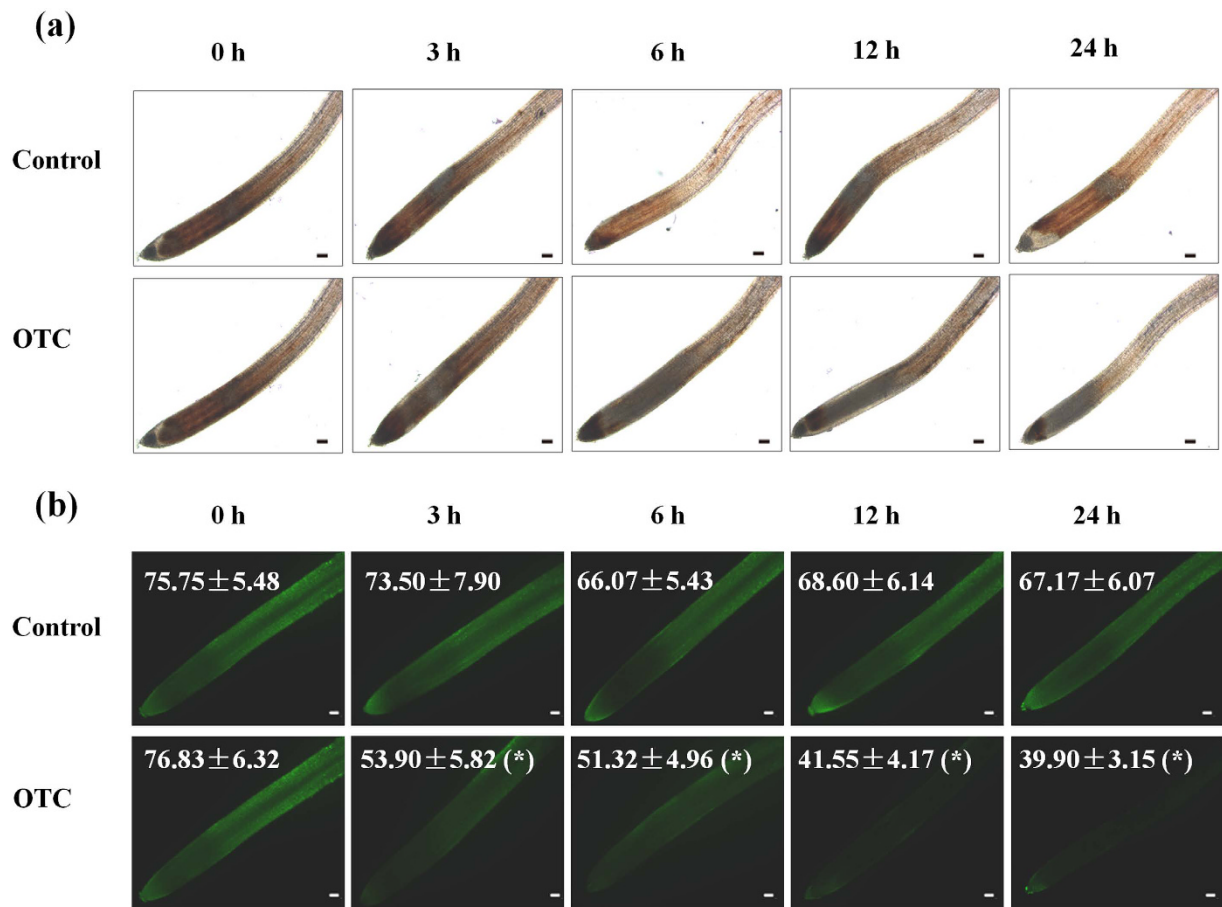 (a)
0 h 3 h 6 h 12 h 24 h
Control
OTC
(b)
0 h 3 h 6 h 12 h 24 h
75.75±5.48 73.50±7.90 66.07±5.43 68.60±6.14 67.17±6.07
Control
76.83±6.32 53.90±5.82 (*) 51.32±4.96 (*) 41.55±4.17 (*) 39.90±3.15 (*)
OTC